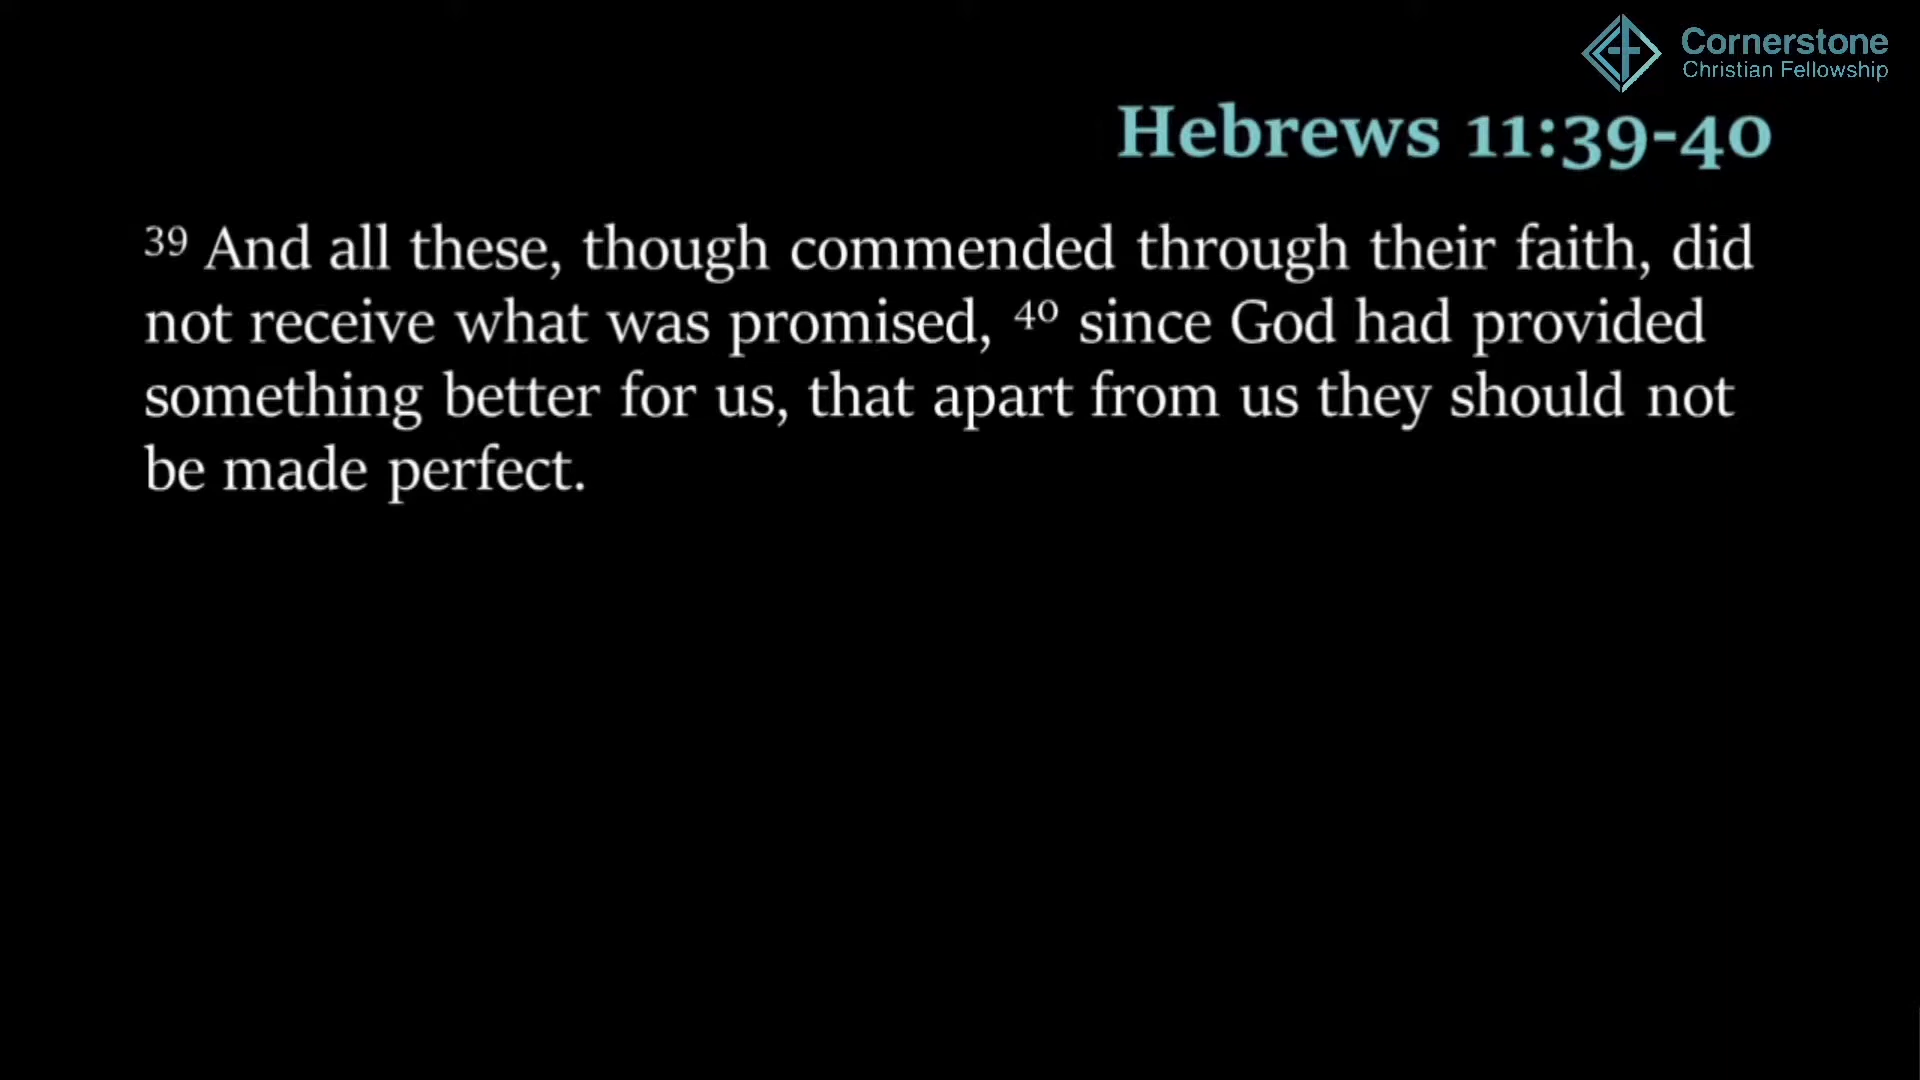 Cornerstone
Christian Fellowship
Hebrews 11:39-40
39 And all these, though commended through their faith, did
not receive what was promised, 40 since God had provided
something better for us, that apart from us they should not
be made perfect.